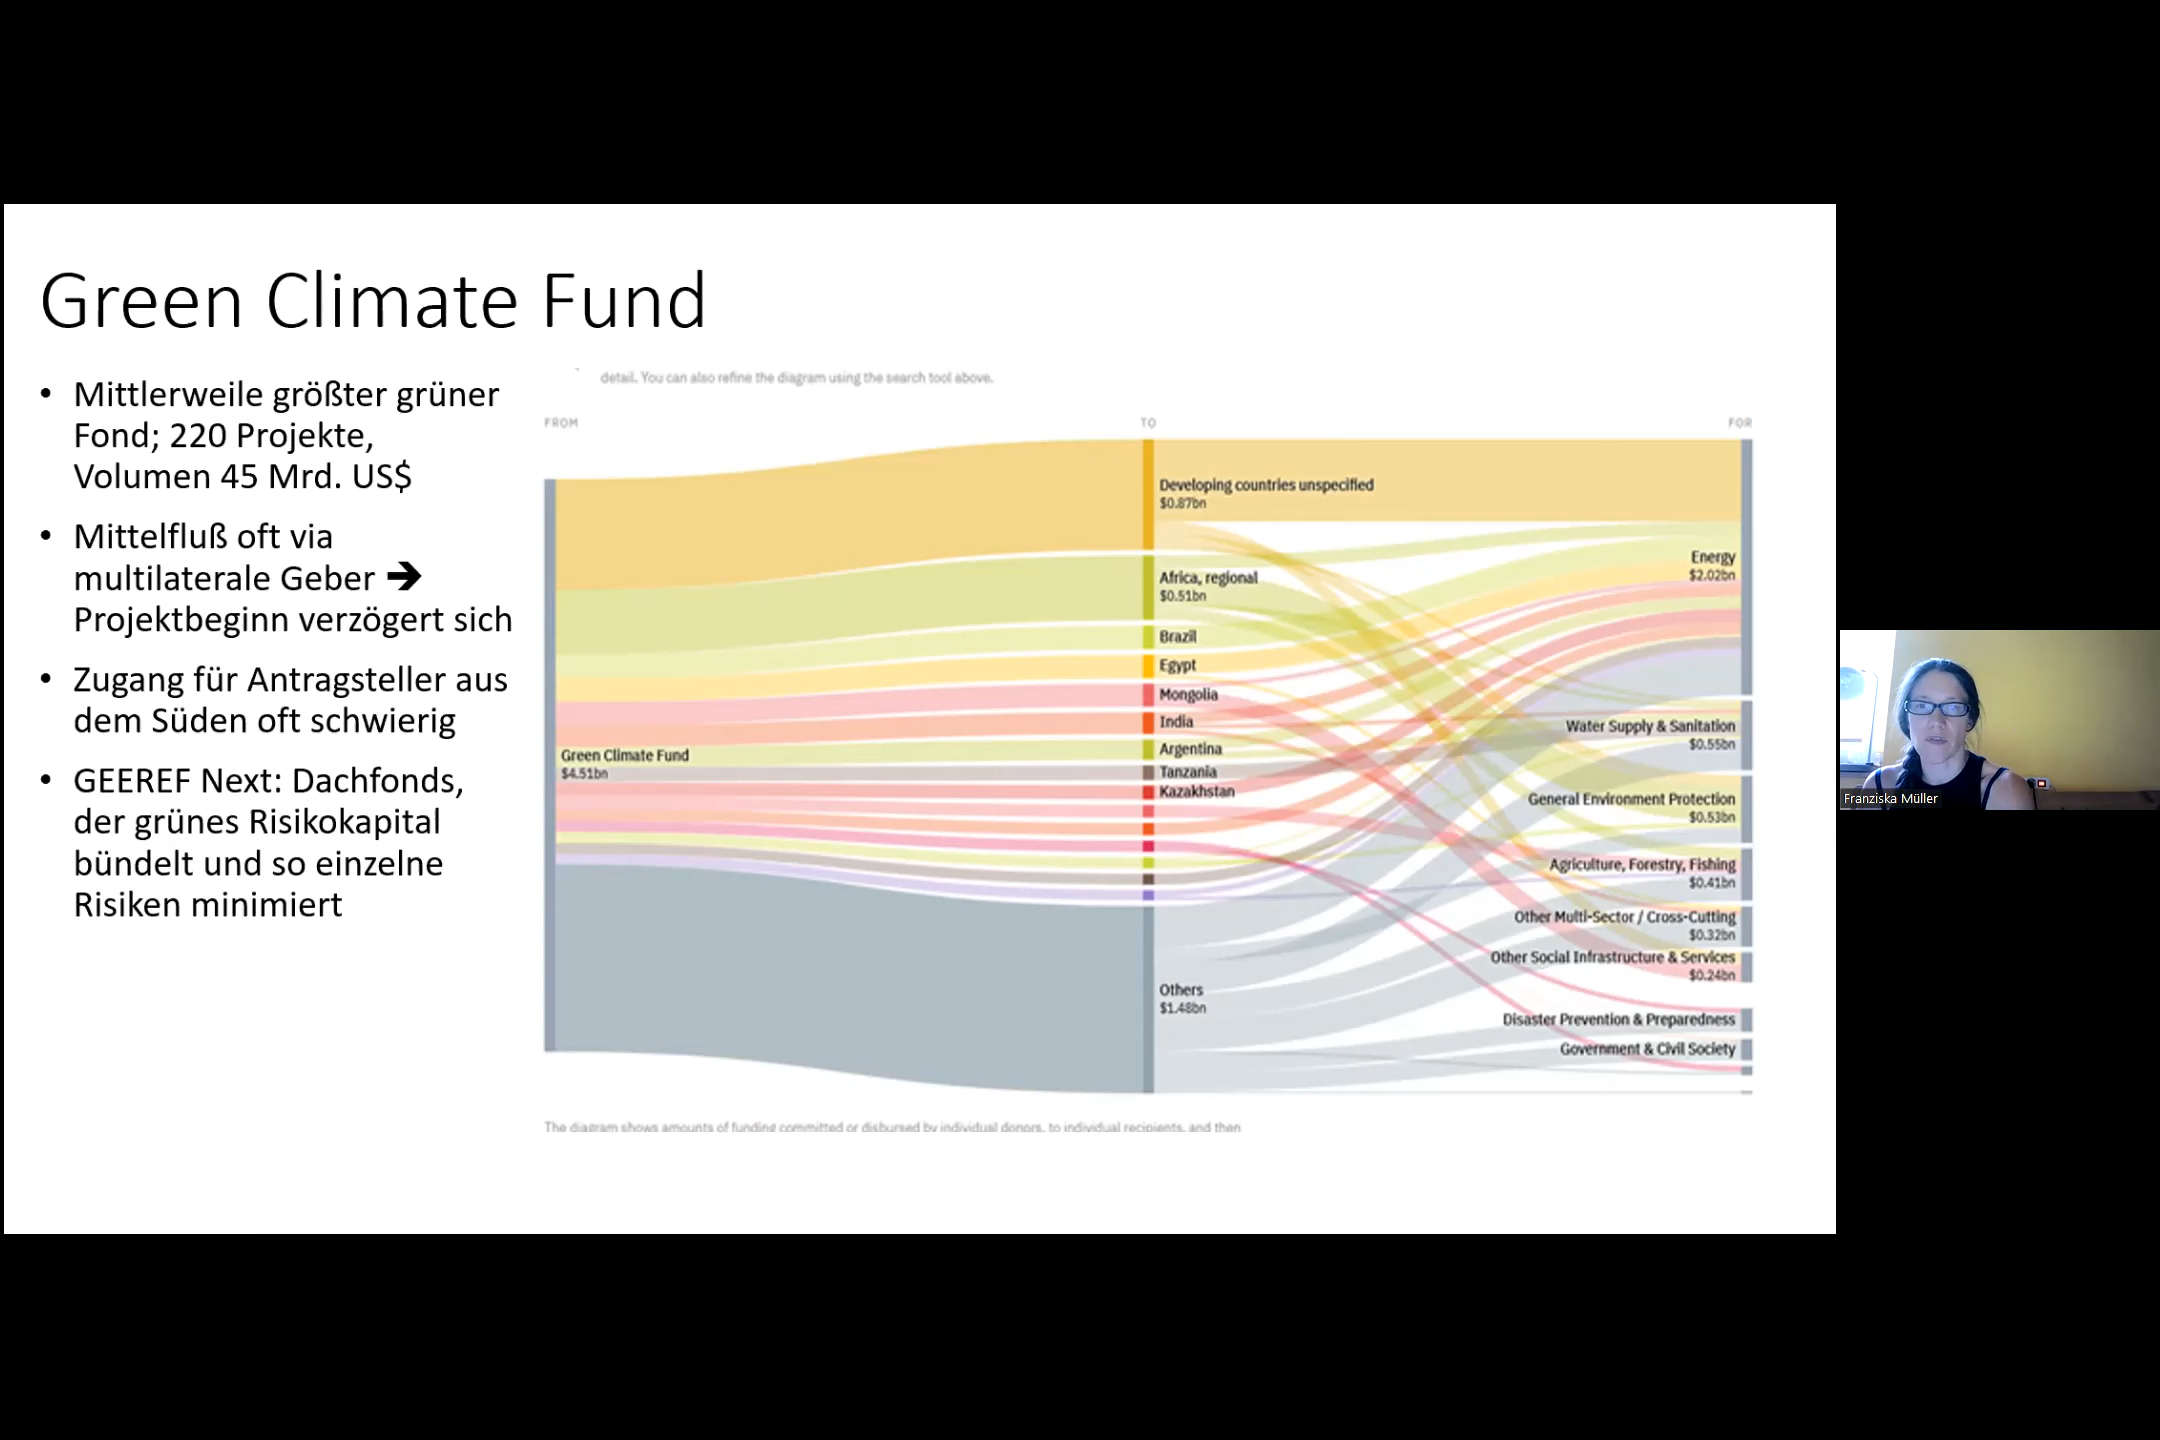 Green Climate Fund
• Mittlerweile größter grüner
Fond; 220 Projekte,
Volumen 45 Mrd. US$
• Mittelfluß oft via
multilaterale Geber ➔
Projektbeginn verzögert sich
• Zugang für Antragsteller aus
dem Süden oft schwierig
• GEEREF Next: Dachfonds,
der grünes Risikokapital
bündelt und so einzelne
Risiken minimiert
detail. You can also refine the diagram using the search tool above.
FROM
TO
FOR
Green Climate Fund
$4.51bn
Developing countries unspecified
$0.87bn
Africa, regional
$0.51bn
Brazil
Egypt
Mongolia
India
Argentina
Tanzania
Kazakhstan
Others
$1.48bn
Energy
$2.02bn
Water Supply & Sanitation
$0.55bn
General Environment Protection
$0.53bn
Agriculture, Forestry, Fishing
$0.41bn
Other Multi-Sector / Cross-Cutting
$0.32bn
Other Social Infrastructure & Services
$0.24bn
Disaster Prevention & Preparedness
Government & Civil Society
The diagram shows amounts of funding committed or disbursed by individual donors, to individual recipients, and then
Franziska Müller